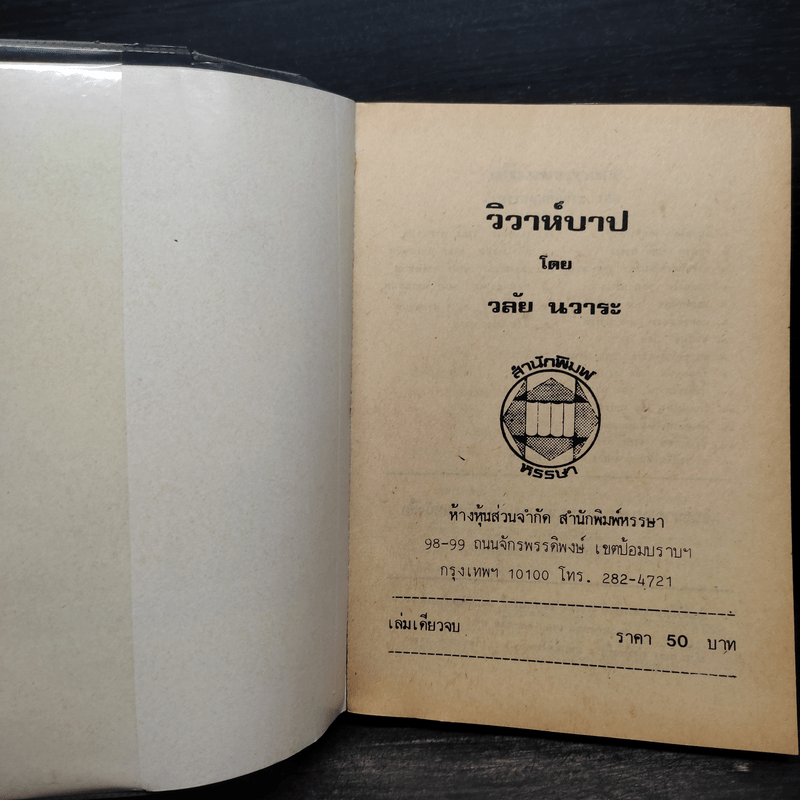 วิวาห์บาป
โดย
วลัย นวาระ
สำนักพิมพ์
หรรษา
ห้างหุ้นส่วนจำกัด สำนักพิมพ์หรรษา
98-99 ถนนจักรพรรดิพงษ์ เขตป้อมปราบฯ
กรุงเทพฯ 10100 โทร. 282-4721
เล่มเดียวจบ ราคา 50 บาท